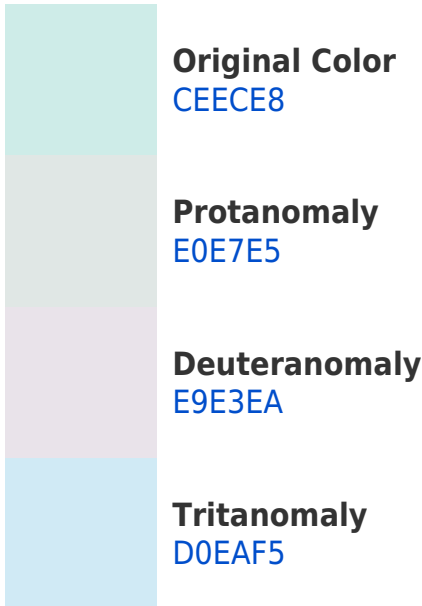 Original Color
CEECE8
Protanomaly
E0E7E5
Deuteranomaly
E9E3EA
Tritanomaly
D0EAF5